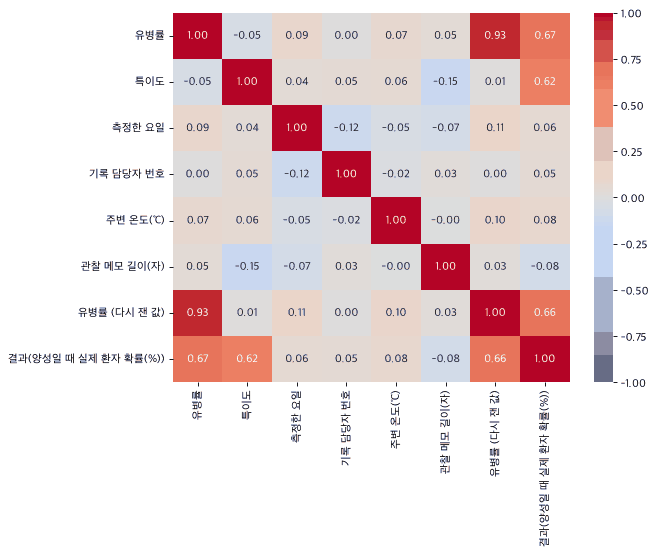 유병률 1.00 -0.05 0.09 0.00 0.07 0.05 0.93 0.67
특이도 -0.05 1.00 0.04 0.05 0.06 -0.15 0.01 0.62
측정한 요일 0.09 0.04 1.00 -0.12 -0.05 -0.07 0.11 0.06
기록 담당자 번호 0.00 0.05 -0.12 1.00 -0.02 0.03 0.00 0.05
주변 온도(℃) 0.07 0.06 -0.05 -0.02 1.00 -0.00 0.10 0.08
관찰 메모 길이(자) 0.05 -0.15 -0.07 0.03 -0.00 1.00 0.03 -0.08
유병률 (다시 잰 값) 0.93 0.01 0.11 0.00 0.10 0.03 1.00 0.66
결과(양성일 때 실제 환자 확률(%)) 0.67 0.62 0.06 0.05 0.08 -0.08 0.66 1.00
유병률
특이도
측정한 요일
기록 담당자 번호
주변 온도(℃)
관찰 메모 길이(자)
유병률 (다시 잰 값)
결과(양성일 때 실제 환자 확률(%))
1.00
0.75
0.50
0.25
0.00
-0.25
-0.50
-0.75
-1.00